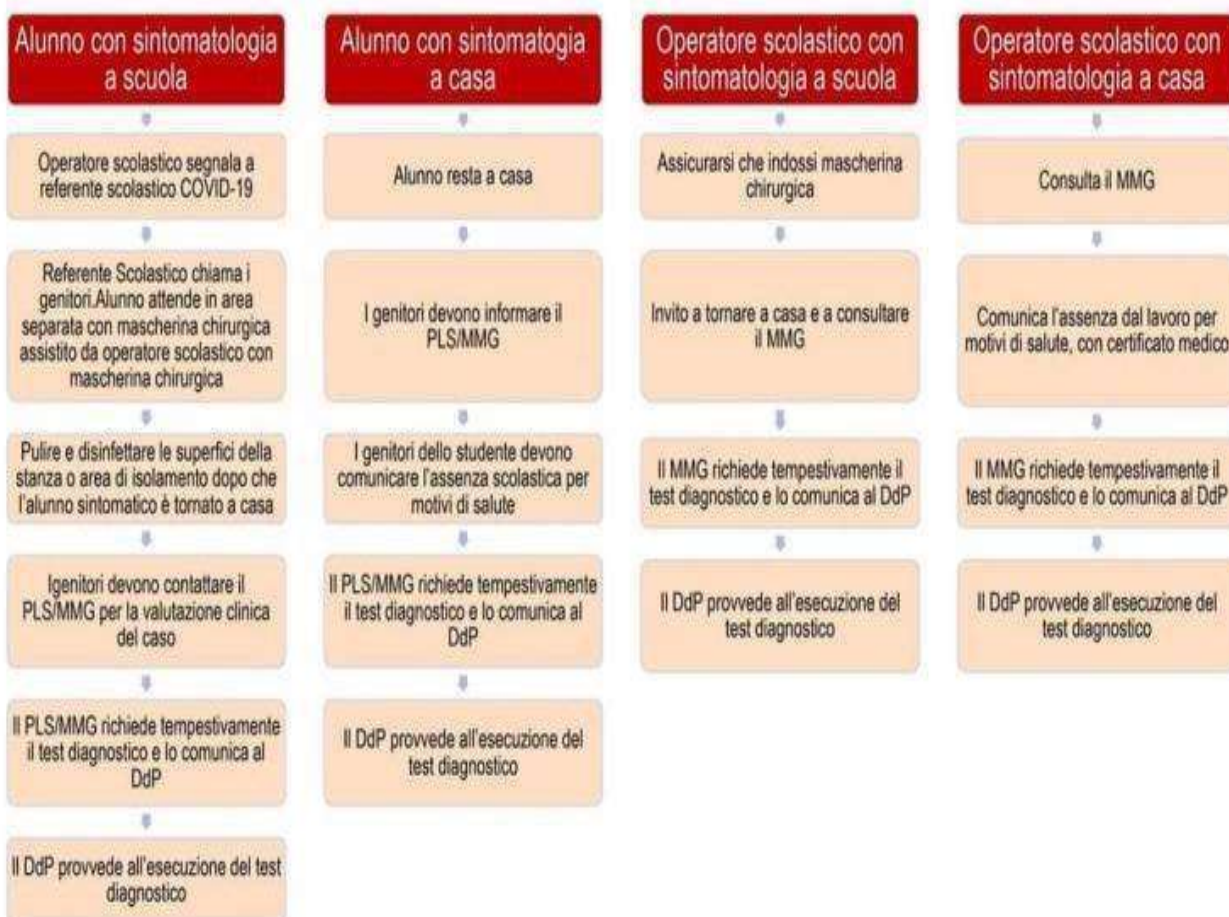 Alunno con sintomatologia
a scuola
Operatore scolastico segnala a
referente scolastico COVID-19
Referente Scolastico chiama i
genitori.Alunno attende in area
separata con mascherina chirurgica
assistito da operatore scolastico con
mascherina chirurgica
Pulire e disinfettare le superfici della
stanza o area di isolamento dopo che
l'alunno sintomatico è tornato a casa
Igenitori devono contattare il
PLS/MMG per la valutazione clinica
del caso
Il PLS/MMG richiede tempestivamente
il test diagnostico e lo comunica al
DdP
Il DdP provvede all'esecuzione del test
diagnostico
Alunno con sintomatogia
a casa
Alunno resta a casa
I genitori devono informare il
PLS/MMG
I genitori dello studente devono
comunicare l'assenza scolastica per
motivi di salute
Il PLS/MMG richiede tempestivamente
il test diagnostico e lo comunica al
DdP
Il DdP provvede all'esecuzione del
test diagnostico
Operatore scolastico con
sintomatologia a scuola
Assicurarsi che indossi mascherina
chirurgica
Invito a tornare a casa e a consultare
il MMG
Il MMG richiede tempestivamente il
test diagnostico e lo comunica al DdP
Il DdP provvede all'esecuzione del
test diagnostico
Operatore scolastico con
sintomatologia a casa
Consulta il MMG
Comunica l'assenza dal lavoro per
motivi di salute, con certificato medico
Il MMG richiede tempestivamente il
test diagnostico e lo comunica al DdP
Il DdP provvede all'esecuzione del
test diagnostico